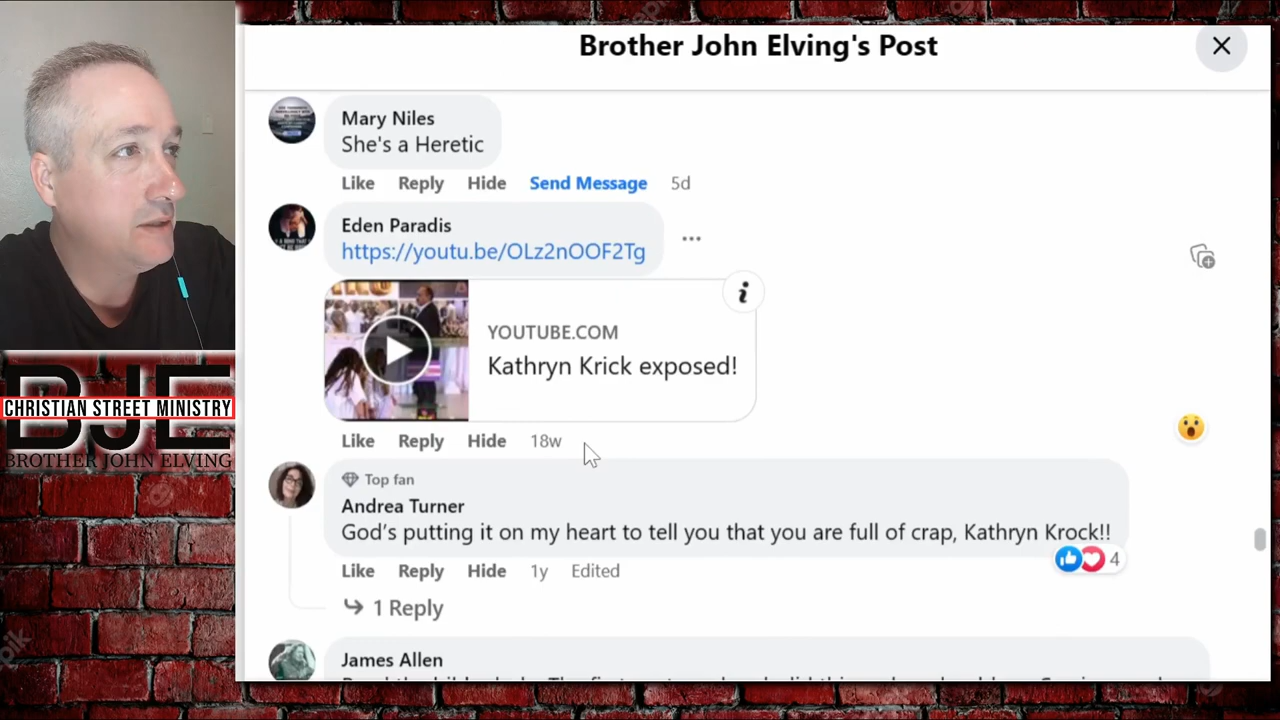 Brother John Elving's Post
Mary Niles
She's a Heretic
Like Reply Hide Send Message 5d
Eden Paradis
https://youtu.be/OLz2nOOF2Tg
YOUTUBE.COM
Kathryn Krick exposed!
Like Reply Hide 18w
Top fan
Andrea Turner
God's putting it on my heart to tell you that you are full of crap, Kathryn Krock!!
4
Like Reply Hide 1y Edited
1 Reply
James Allen
BJE
CHRISTIAN STREET MINISTRY
BROTHER JOHN ELVING